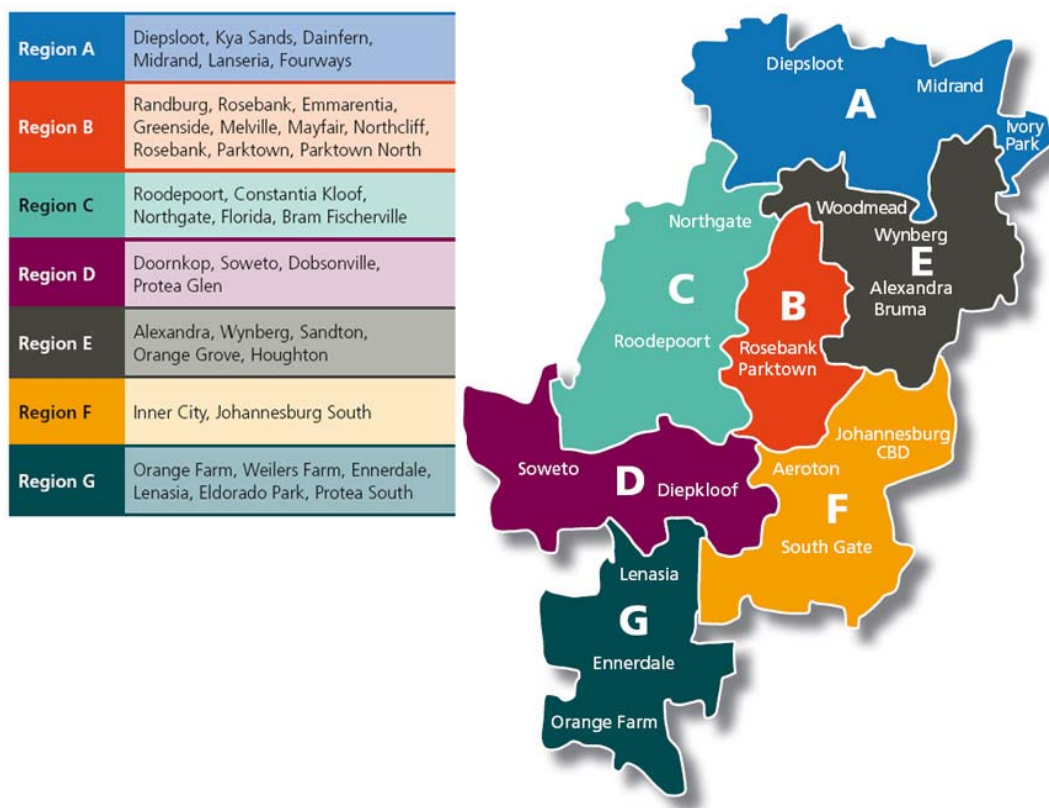 Region A
Diepsloot, Kya Sands, Dainfern,
Midrand, Lanseria, Fourways
Region B
Randburg, Rosebank, Emmarentia,
Greenside, Melville, Mayfair, Northcliff,
Rosebank, Parktown, Parktown North
Region C
Roodepoort, Constantia Kloof,
Northgate, Florida, Bram Fischerville
Region D
Doornkop, Soweto, Dobsonville,
Protea Glen
Region E
Alexandra, Wynberg, Sandton,
Orange Grove, Houghton
Region F
Inner City, Johannesburg South
Region G
Orange Farm, Weilers Farm, Ennerdale,
Lenasia, Eldorado Park, Protea South
Diepsloot
Midrand
A
Ivory
Park
Woodmead
Northgate
Wynberg
E
C
Alexandra
B
Bruma
Roodepoort
Rosebank
Parktown
Johannesburg
CBD
Soweto
Aeroton
D
Diepkloof
F
South Gate
Lenasia
G
Ennerdale
Orange Farm